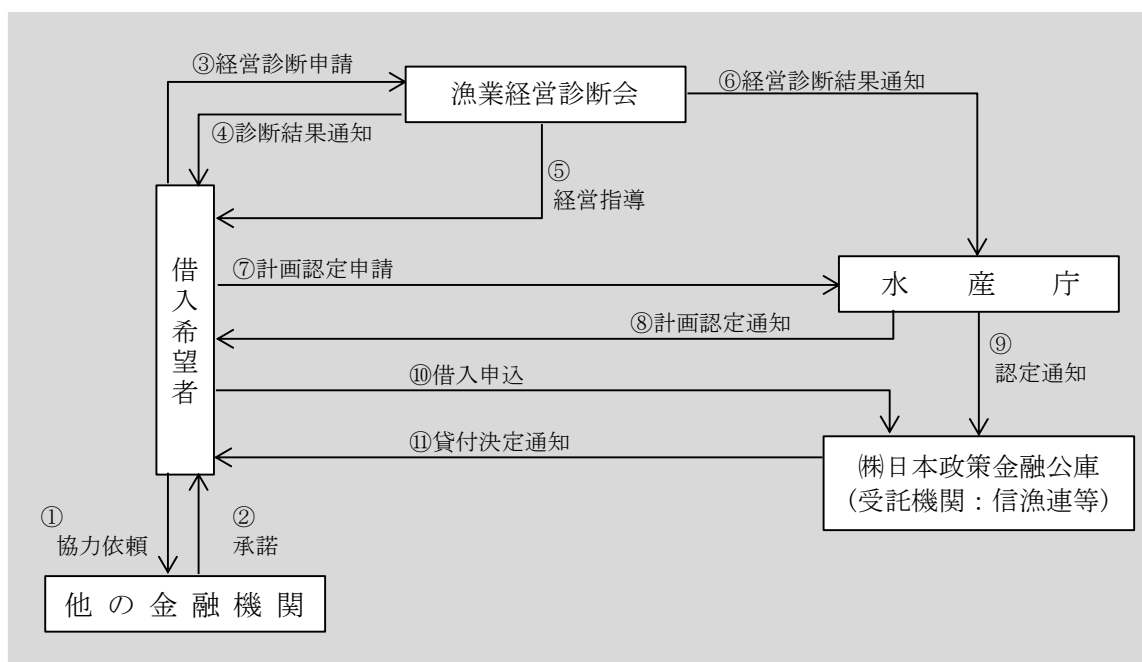 ③経営診断申請
漁業経営診断会
⑥経営診断結果通知
④診断結果通知
⑤
経営指導
借入希望者
⑦計画認定申請
水産庁
⑧計画認定通知
⑨
認定通知
⑩借入申込
⑪貸付決定通知
㈱日本政策金融公庫
(受託機関：信漁連等)
①
協力依頼
②
承諾
他の金融機関